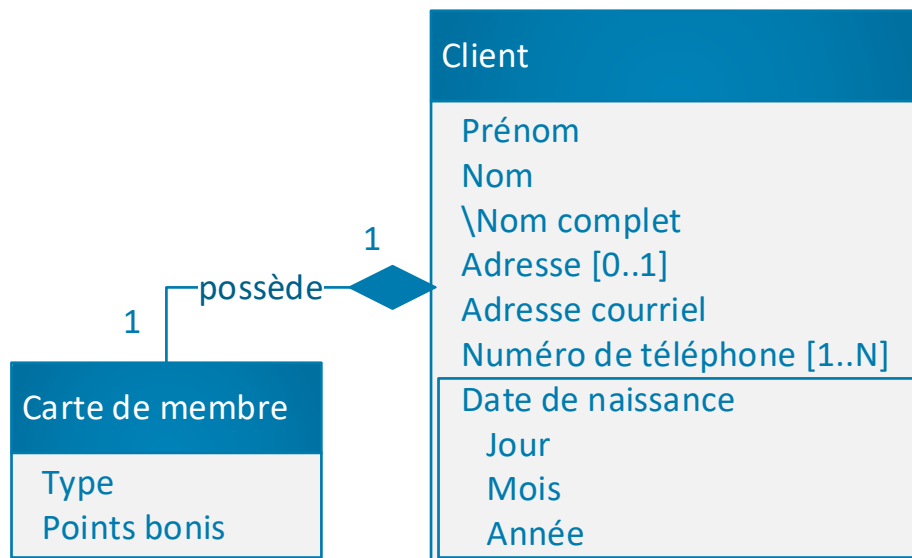 Client
Prénom
Nom
\Nom complet
Adresse [0..1]
Adresse courriel
Numéro de téléphone [1..N]
Date de naissance
Jour
Mois
Année
1
possède
1
Carte de membre
Type
Points bonis